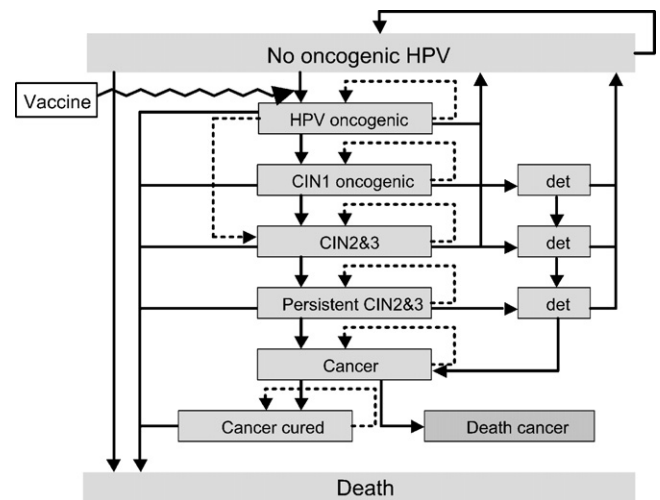 No oncogenic HPV
Vaccine
HPV oncogenic
CIN1 oncogenic
det
CIN2&3
det
Persistent CIN2&3
det
Cancer
Cancer cured
Death cancer
Death